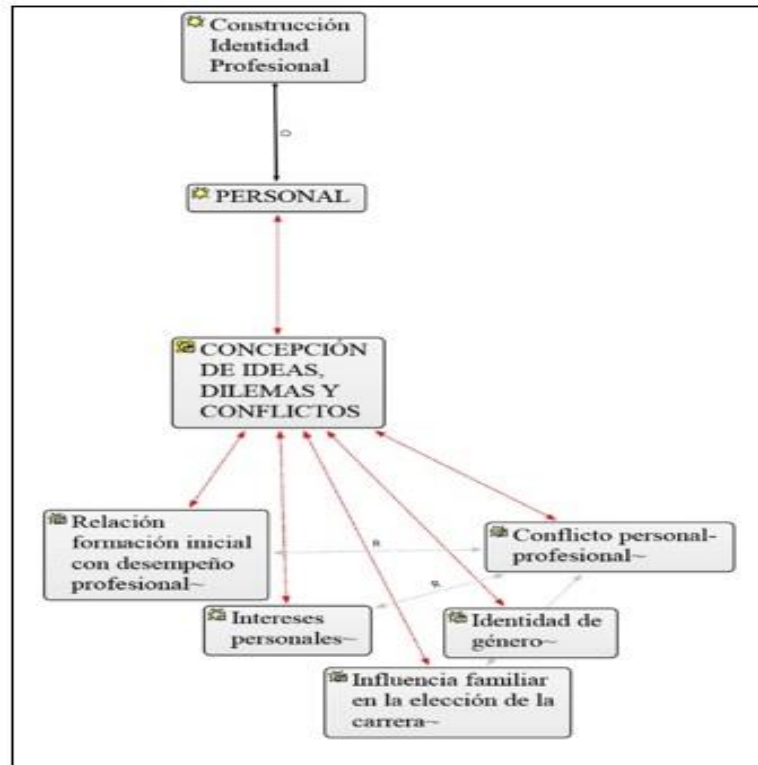 Construcción
Identidad
Profesional
PERSONAL
CONCEPCIÓN
DE IDEAS,
DILEMAS Y
CONFLICTOS
Relación
formación inicial
con desempeño
profesional~
R
Conflicto personal-
profesional~
R
Intereses
personales~
Identidad de
género~
Influencia familiar
en la elección de la
carrera~